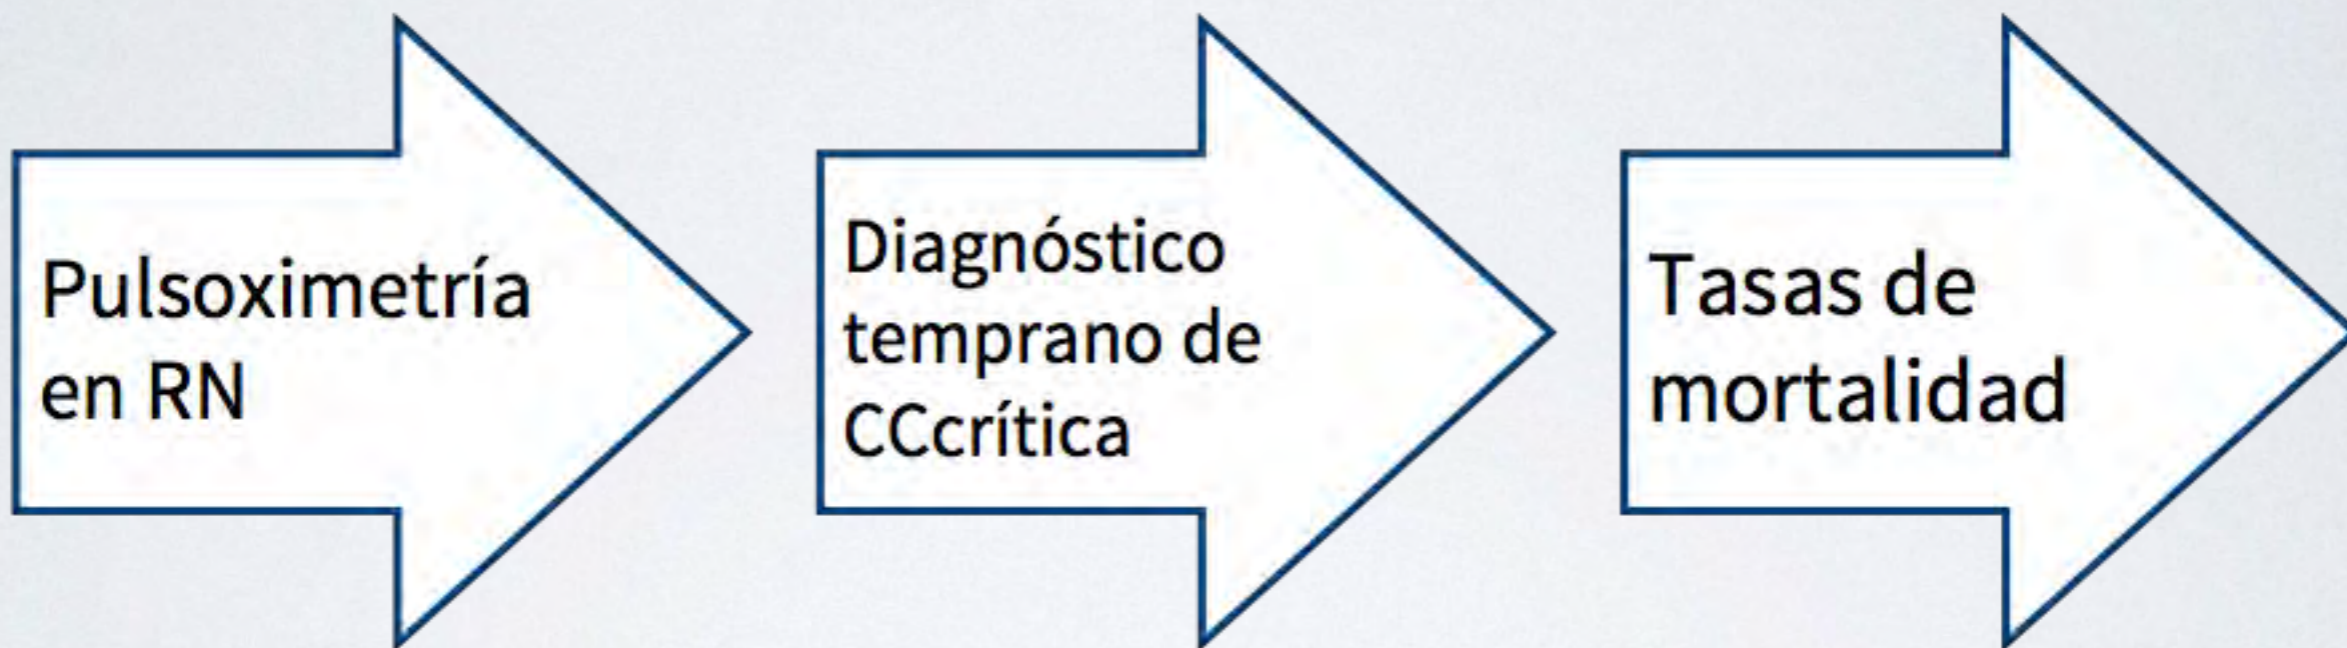 Pulsoximetría
en RN
Diagnóstico
temprano de
CCcrítica
Tasas de
mortalidad